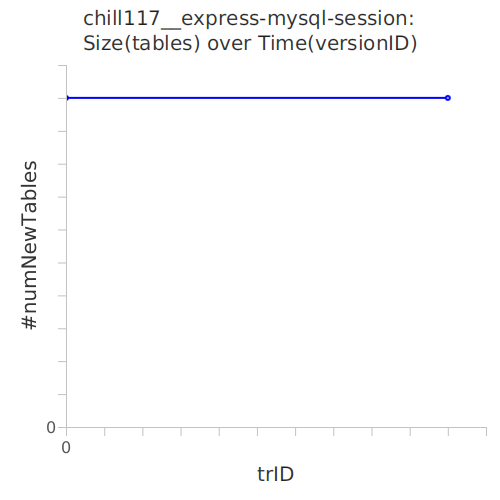 chill117__express-mysql-session:
Size(tables) over Time(versionID)
#numNewTables
0
0
trID